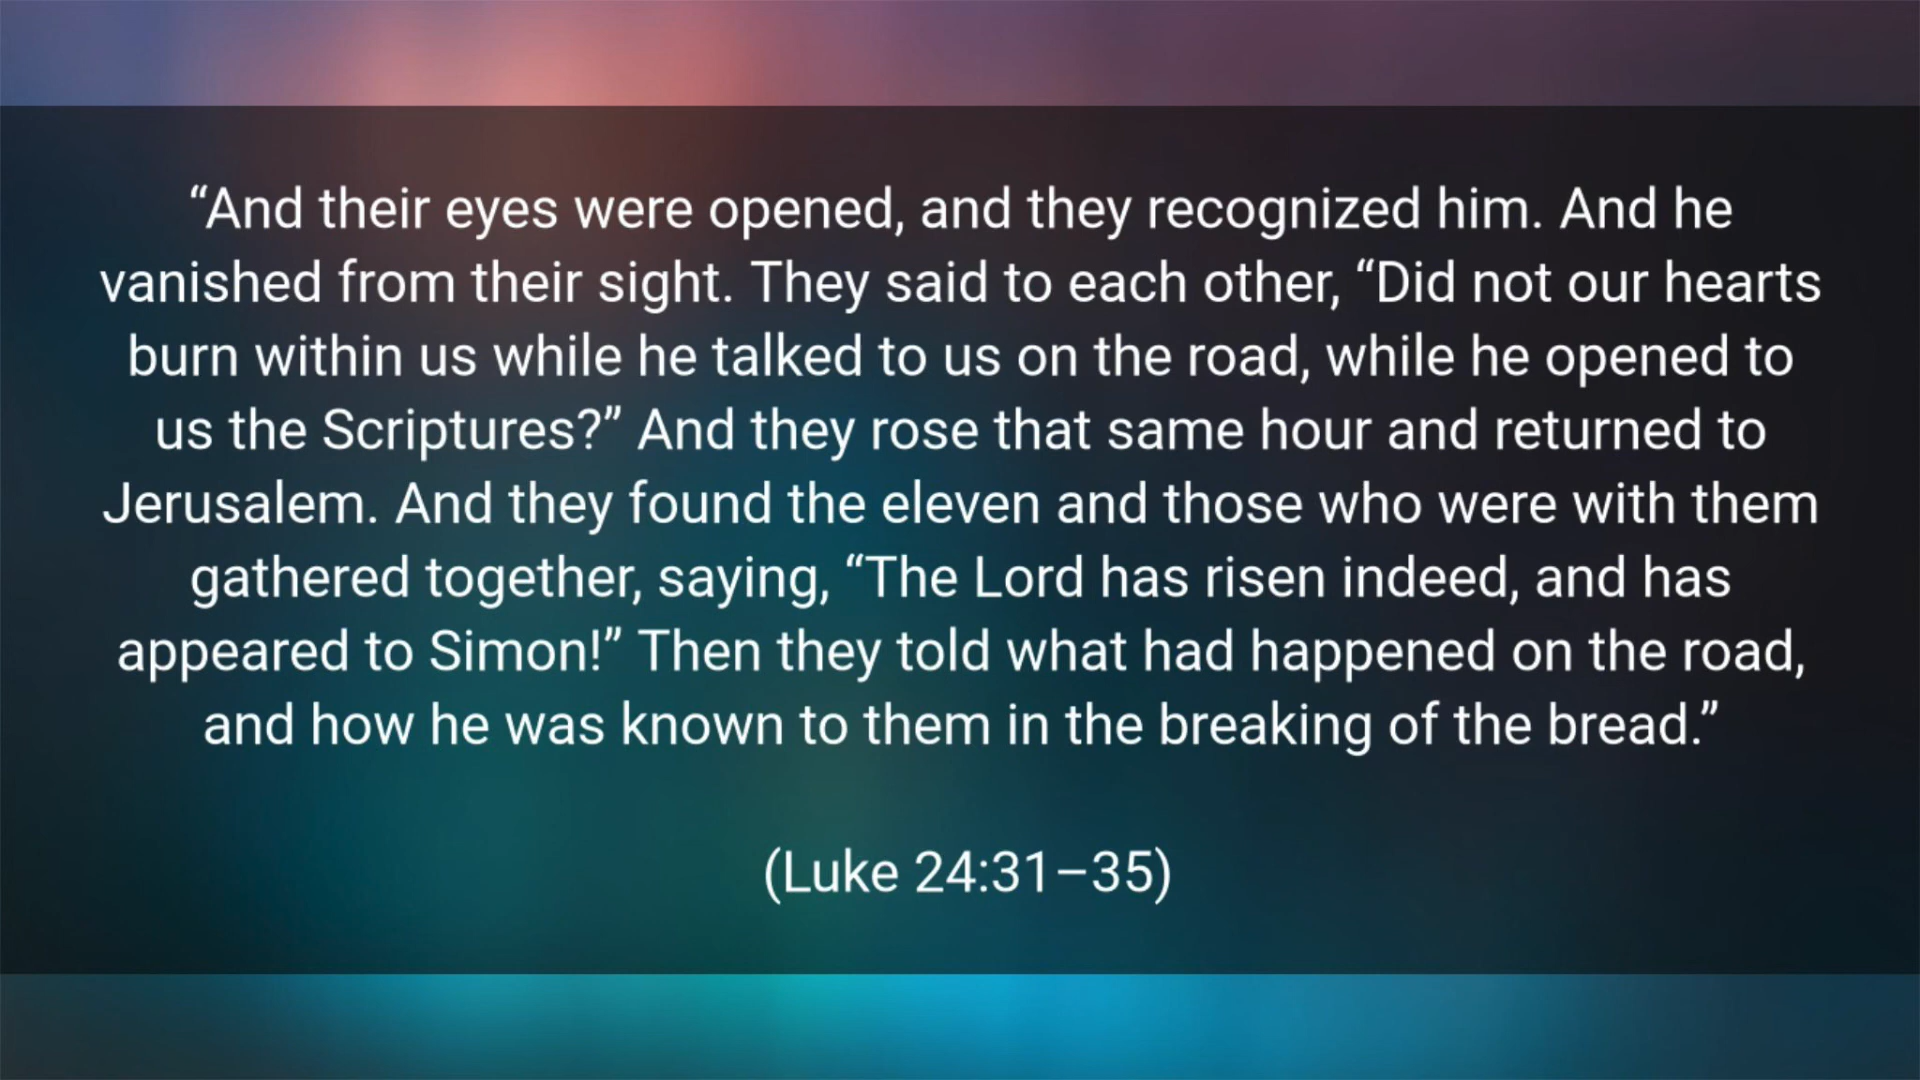 “And their eyes were opened, and they recognized him. And he
vanished from their sight. They said to each other, “Did not our hearts
burn within us while he talked to us on the road, while he opened to
us the Scriptures?” And they rose that same hour and returned to
Jerusalem. And they found the eleven and those who were with them
gathered together, saying, “The Lord has risen indeed, and has
appeared to Simon!” Then they told what had happened on the road,
and how he was known to them in the breaking of the bread.”
(Luke 24:31–35)